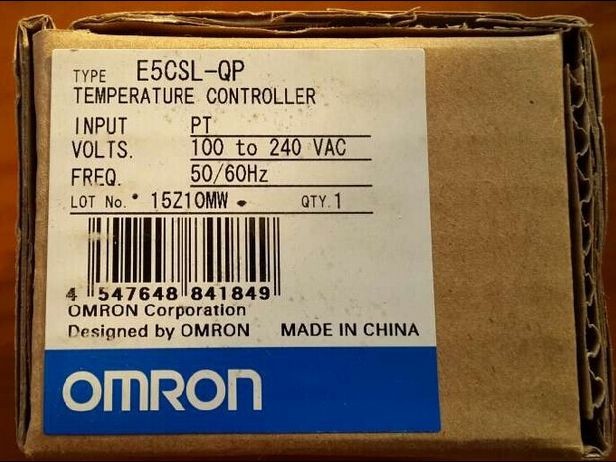 TYPE E5CSL-QP
TEMPERATURE CONTROLLER
INPUT PT
VOLTS. 100 to 240 VAC
FREQ. 50/60Hz
LOT No. 15Z10MW QTY.1
4 547648 841849
OMRON Corporation
Designed by OMRON MADE IN CHINA
OMRON